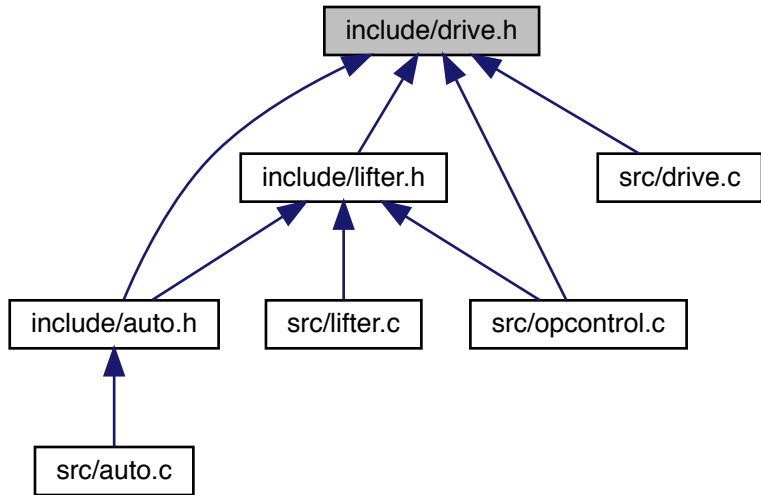 include/drive.h
include/lifter.h
src/drive.c
include/auto.h
src/lifter.c
src/opcontrol.c
src/auto.c